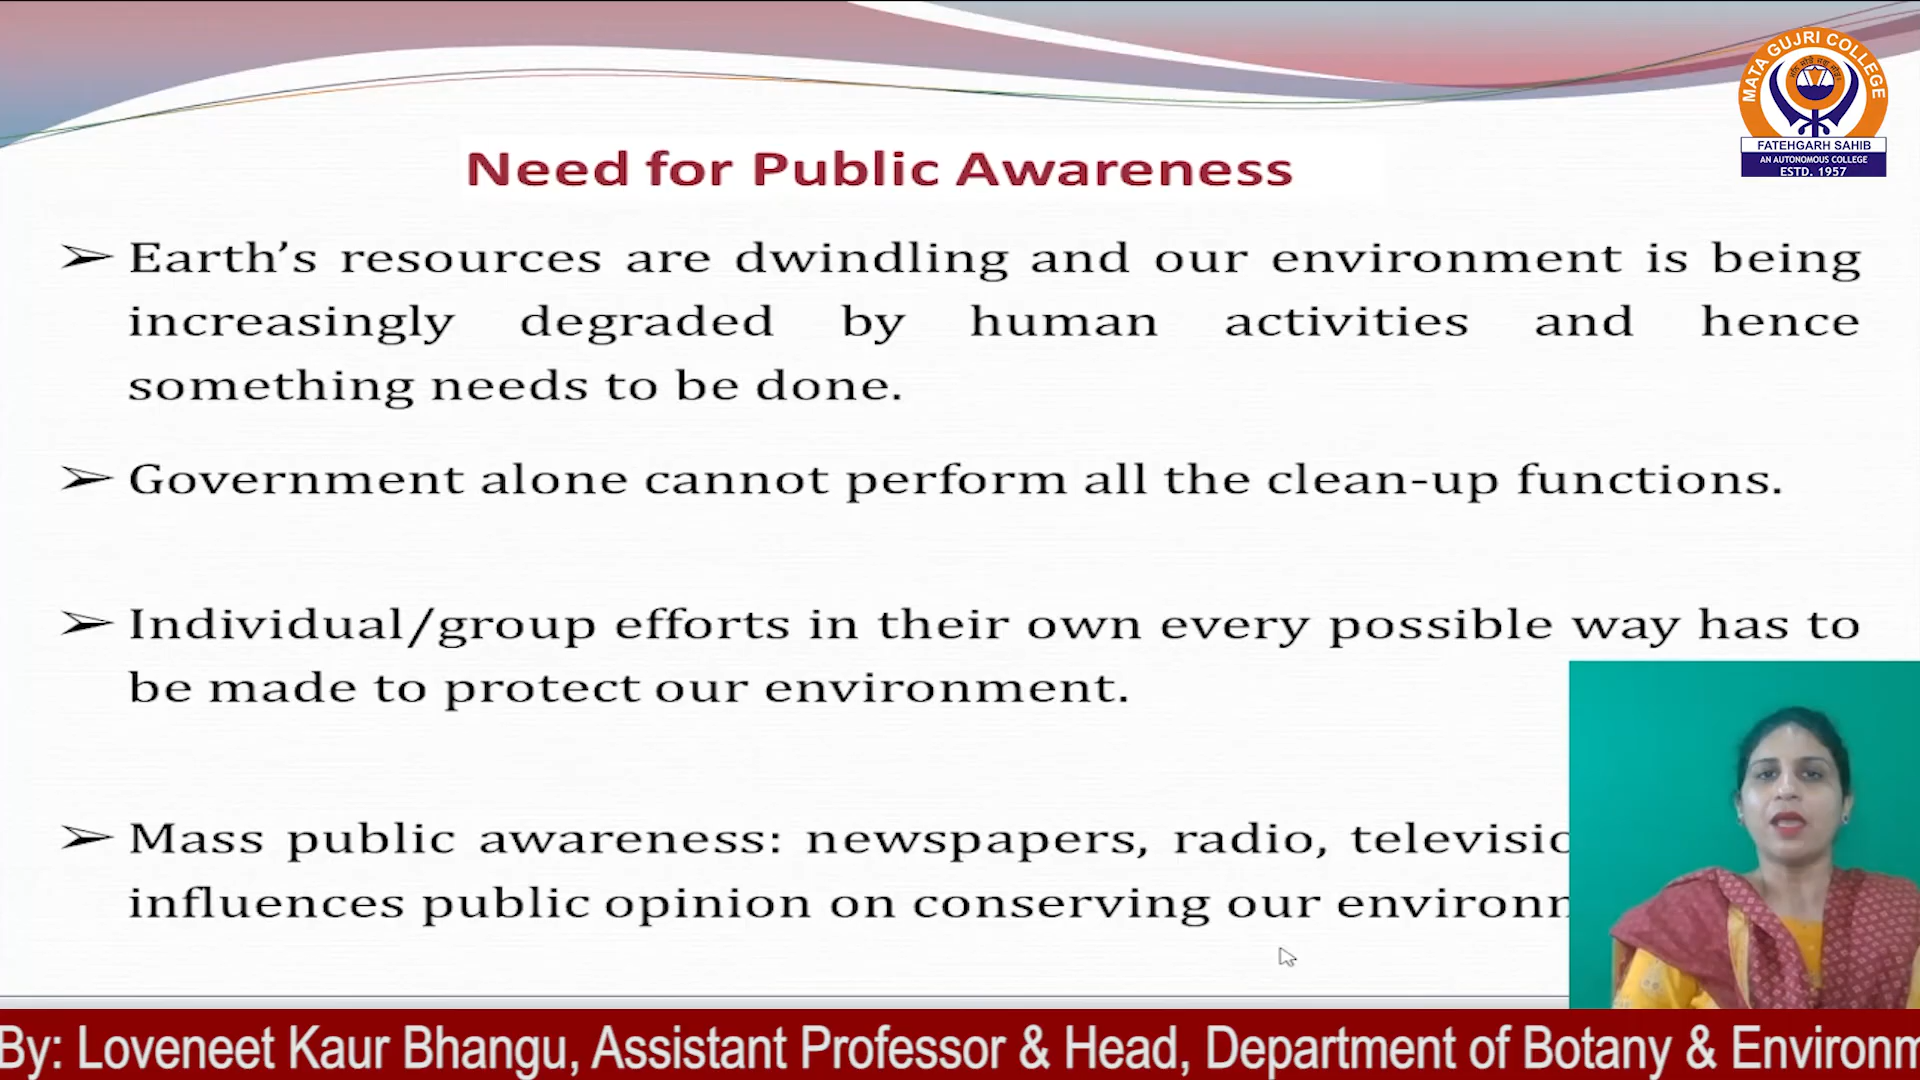 MATA GUJRI COLLEGE
FATEHGARH SAHIB
AN AUTONOMOUS COLLEGE
ESTD. 1957
Need for Public Awareness
➢ Earth’s resources are dwindling and our environment is being
increasingly degraded by human activities and hence
something needs to be done.
➢ Government alone cannot perform all the clean-up functions.
➢ Individual/group efforts in their own every possible way has to
be made to protect our environment.
➢ Mass public awareness: newspapers, radio, televisio
influences public opinion on conserving our environ
By: Loveneet Kaur Bhangu, Assistant Professor & Head, Department of Botany & Environ